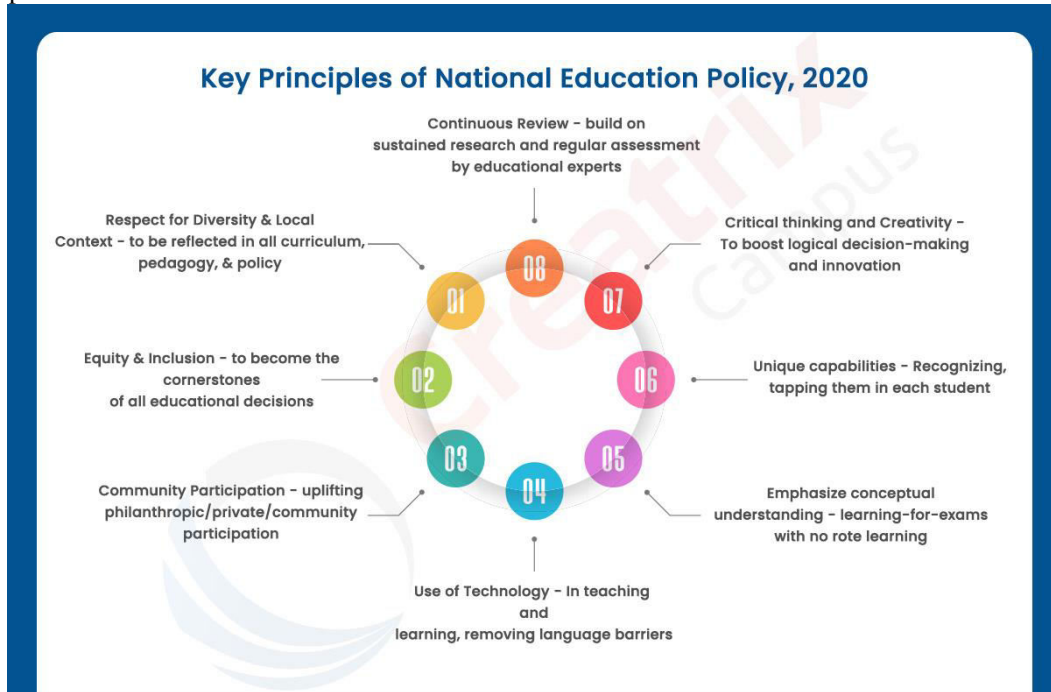 Key Principles of National Education Policy, 2020
Continuous Review - build on
sustained research and regular assessment
by educational experts
Respect for Diversity & Local
Context - to be reflected in all curriculum,
pedagogy, & policy
Critical thinking and Creativity -
To boost logical decision-making
and innovation
08
01
07
Equity & Inclusion - to become the
cornerstones
of all educational decisions
02
06
Unique capabilities - Recognizing,
tapping them in each student
03
05
04
Community Participation - uplifting
philanthropic/private/community
participation
Emphasize conceptual
understanding - learning-for-exams
with no rote learning
Use of Technology - In teaching
and
learning, removing language barriers
Creatrix
Campus